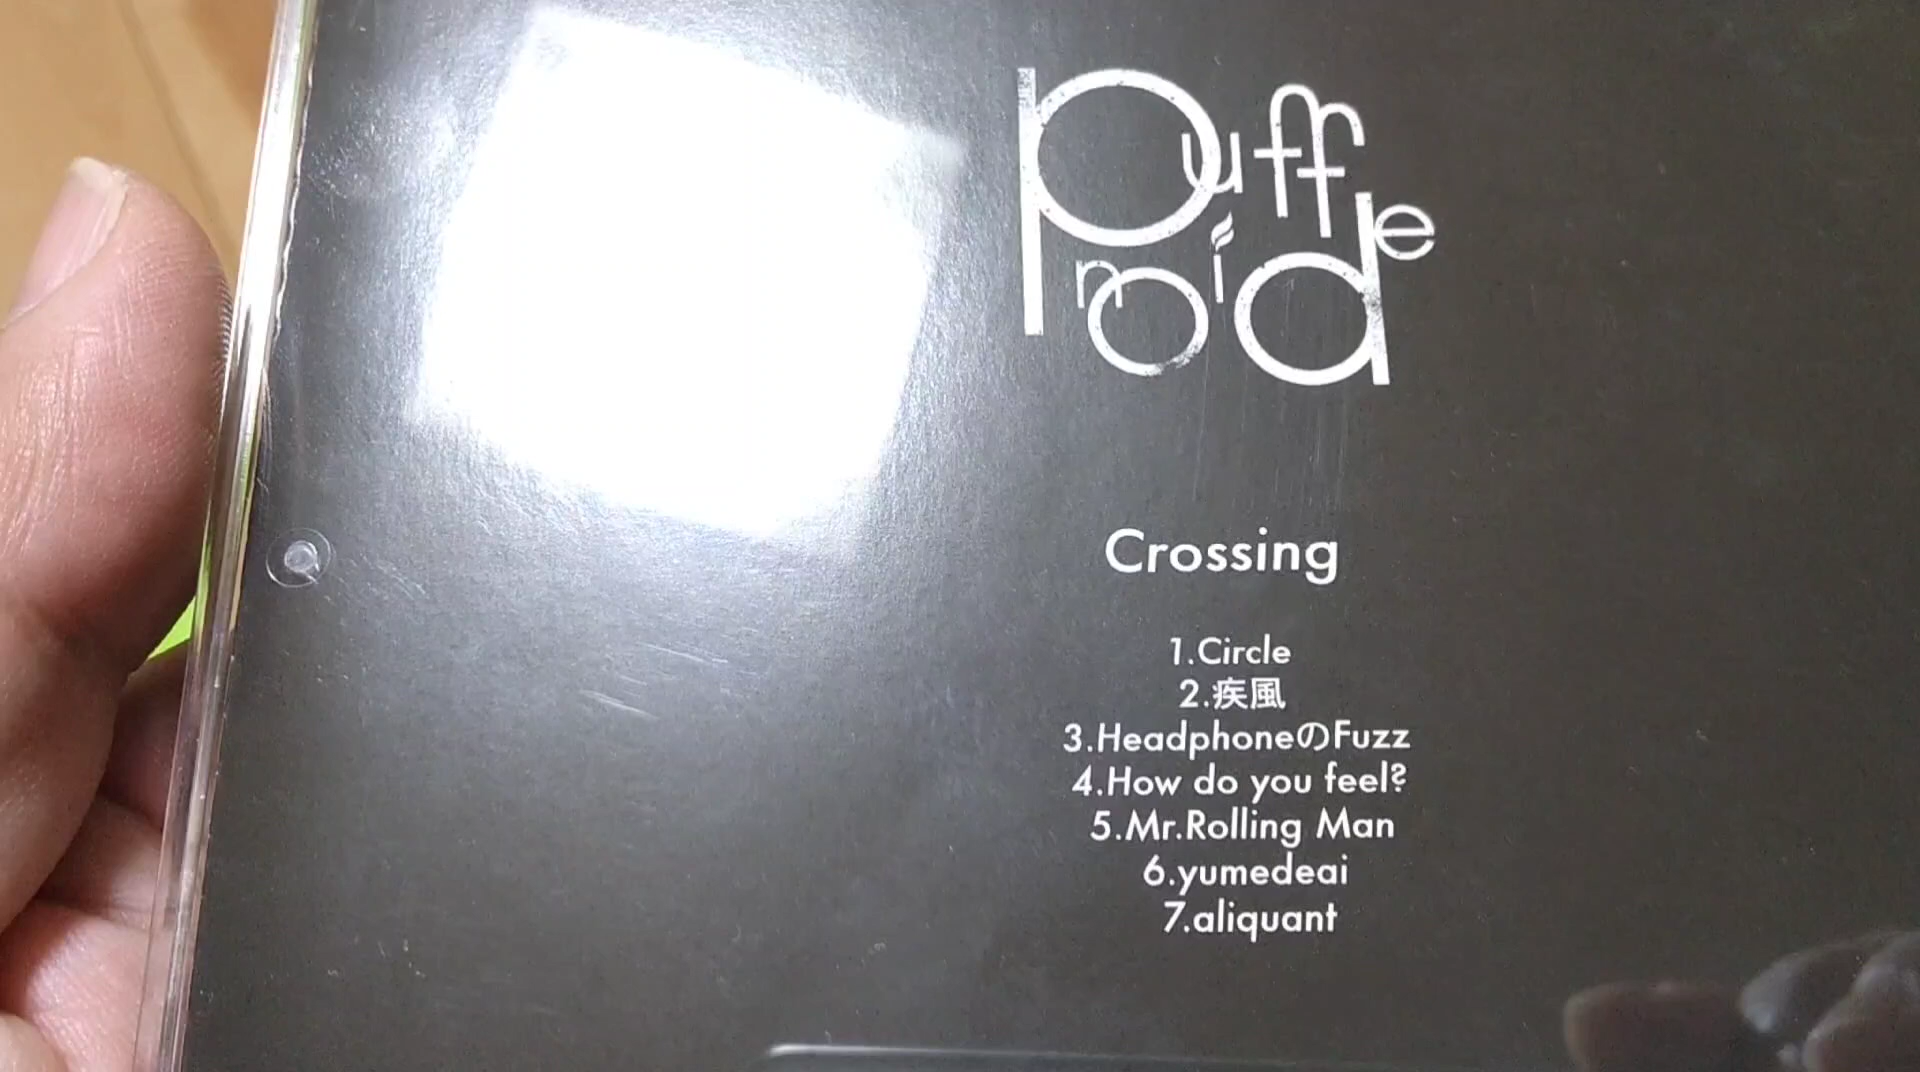 Puffe
noid
Crossing
1.Circle
2.疾風
3.HeadphoneのFuzz
4.How do you feel?
5.Mr.Rolling Man
6.yumedeai
7.aliquant